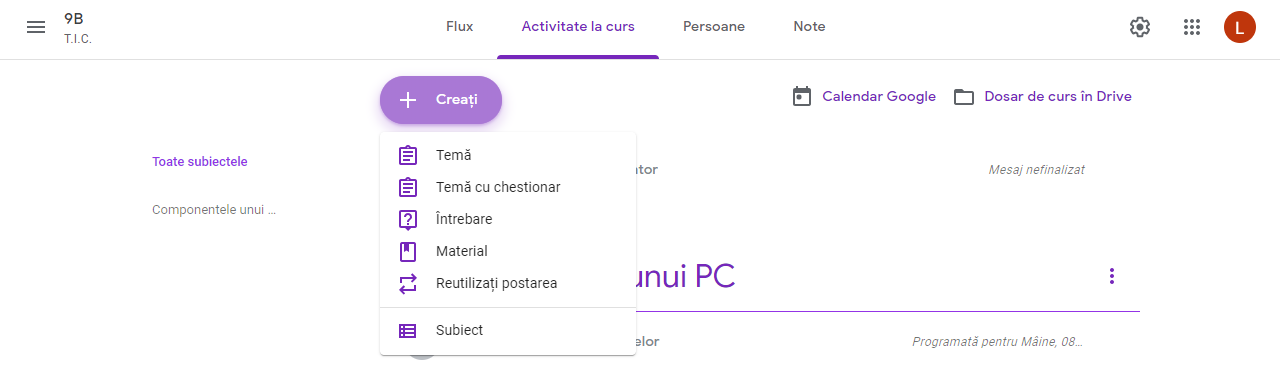 9B
T.I.C.
Flux
Activitate la curs
Persoane
Note
L
Creați
Calendar Google
Dosar de curs în Drive
Toate subiectele
Componentele unui …
Temă
Temă cu chestionar
Întrebare
Material
Reutilizați postarea
Subiect
ator
Mesaj nefinalizat
unui PC
elor
Programată pentru Mâine, 08…